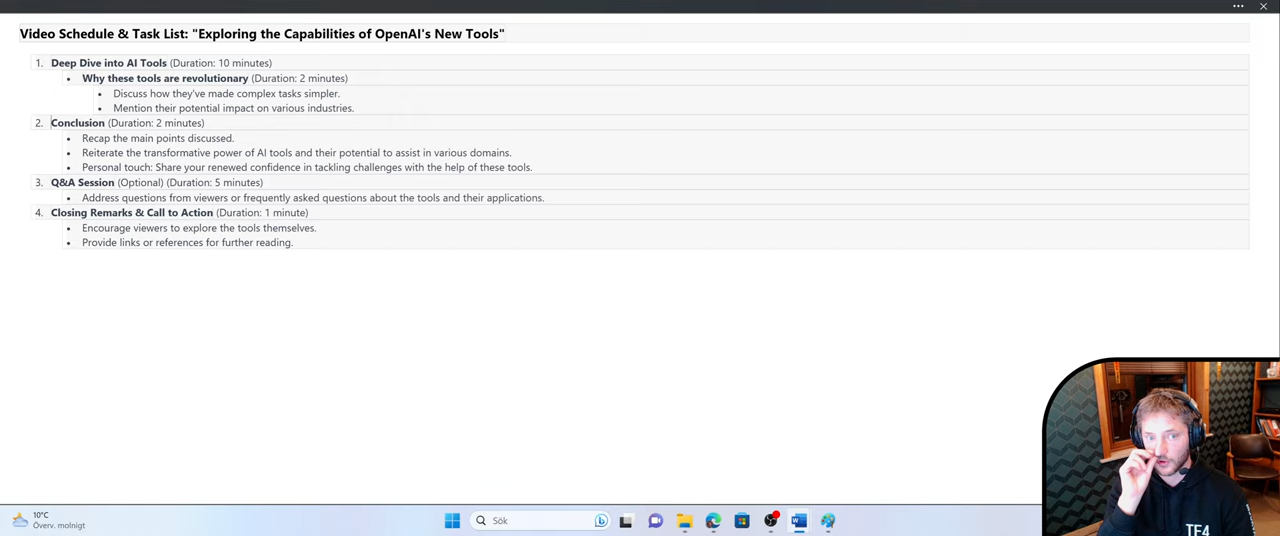 Video Schedule & Task List: "Exploring the Capabilities of OpenAI's New Tools"
1. Deep Dive into AI Tools (Duration: 10 minutes)
• Why these tools are revolutionary (Duration: 2 minutes)
• Discuss how they've made complex tasks simpler.
• Mention their potential impact on various industries.
2. Conclusion (Duration: 2 minutes)
• Recap the main points discussed.
• Reiterate the transformative power of AI tools and their potential to assist in various domains.
• Personal touch: Share your renewed confidence in tackling challenges with the help of these tools.
3. Q&A Session (Optional) (Duration: 5 minutes)
• Address questions from viewers or frequently asked questions about the tools and their applications.
4. Closing Remarks & Call to Action (Duration: 1 minute)
• Encourage viewers to explore the tools themselves.
• Provide links or references for further reading.
10°C
Överv. molnigt
Sök
W
TE4